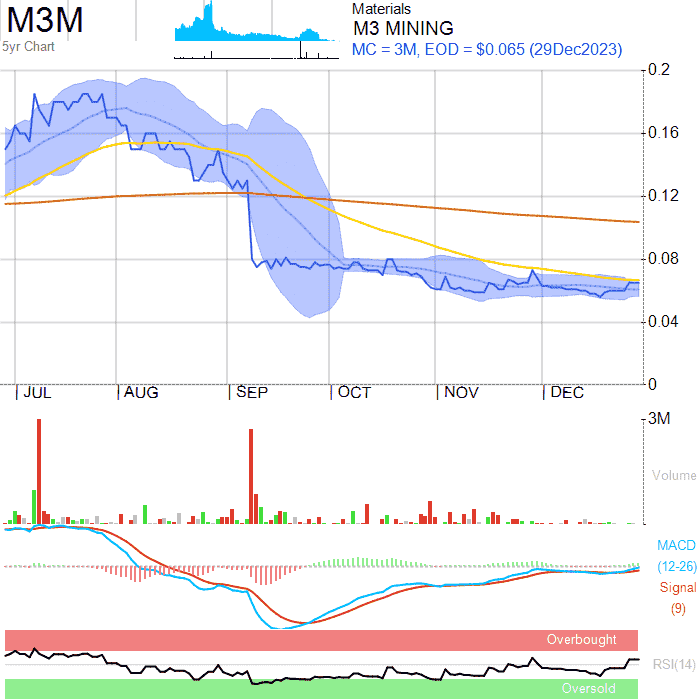 M3M
5yr Chart
Materials
M3 MINING
MC = 3M, EOD = $0.065 (29Dec2023)
0.2
0.16
0.12
0.08
0.04
0
JUL AUG SEP OCT NOV DEC
3M
Volume
MACD
(12-26)
Signal
(9)
Overbought
RSI(14)
Oversold